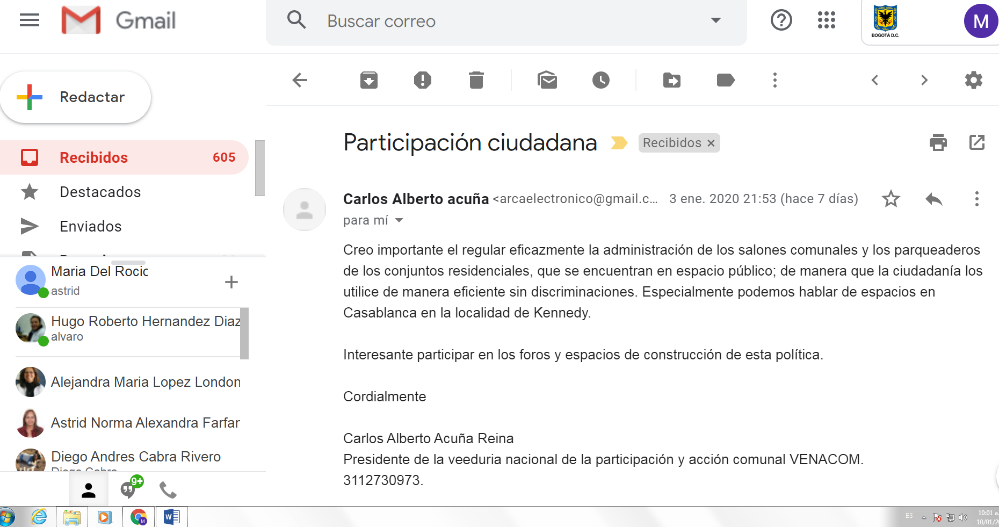 Gmail
Buscar correo
BOGOTÁ D.C.
M
Redactar
Recibidos 605
Destacados
Enviados
Maria Del Rocio
astrid
Hugo Roberto Hernandez Diaz
alvaro
Alejandra Maria Lopez London
Astrid Norma Alexandra Farfan
Diego Andres Cabra Rivero
Diego Cabra
9+
Participación ciudadana Recibidos ×
Carlos Alberto acuña <arcaelectronico@gmail.c... 3 ene. 2020 21:53 (hace 7 días)
para mí
Creo importante el regular eficazmente la administración de los salones comunales y los parqueaderos
de los conjuntos residenciales, que se encuentran en espacio público; de manera que la ciudadanía los
utilice de manera eficiente sin discriminaciones. Especialmente podemos hablar de espacios en
Casablanca en la localidad de Kennedy.
Interesante participar en los foros y espacios de construcción de esta política.
Cordialmente
Carlos Alberto Acuña Reina
Presidente de la veeduria nacional de la participación y acción comunal VENACOM.
3112730973.
ES
10:01 a.
10/01/20